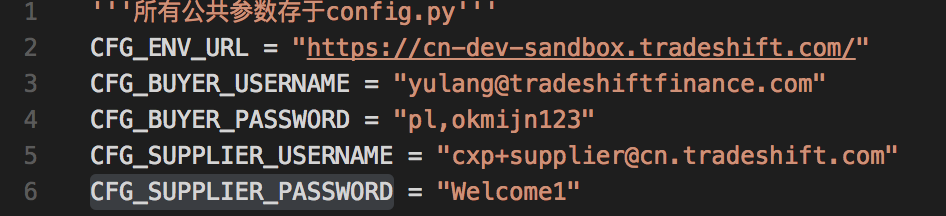 1 '''所有公共参数存于config.py'''
2 CFG_ENV_URL = "https://cn-dev-sandbox.tradeshift.com/"
3 CFG_BUYER_USERNAME = "yulang@tradeshiftfinance.com"
4 CFG_BUYER_PASSWORD = "pl,okmijn123"
5 CFG_SUPPLIER_USERNAME = "cxp+supplier@cn.tradeshift.com"
6 CFG_SUPPLIER_PASSWORD = "Welcome1"